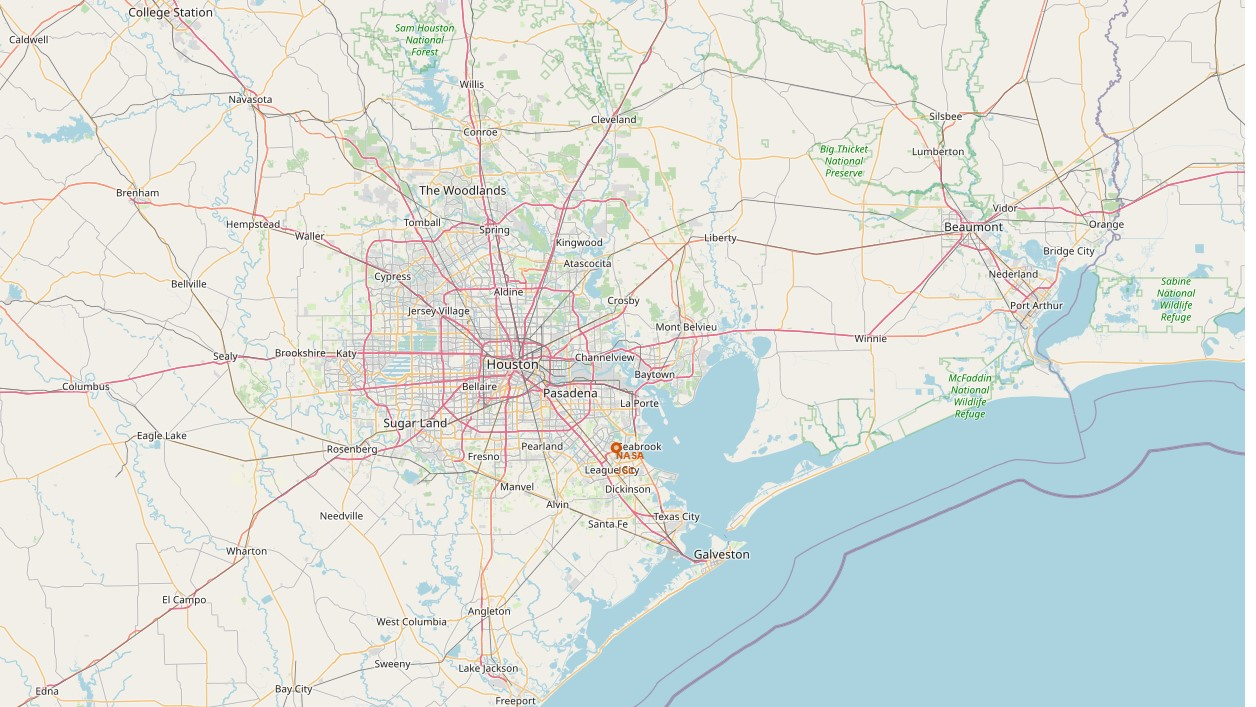 College Station
Caldwell
Sam Houston
National
Forest
Willis
Navasota
Cleveland
Silsbee
Conroe
Big Thicket
National
Preserve
Lumberton
The Woodlands
Brenham
Vidor
Hempstead
Tomball
Spring
Orange
Beaumont
Waller
Kingwood
Liberty
Bridge City
Atascocita
Cypress
Nederland
Bellville
Aldine
Sabine
National
Wildlife
Refuge
Crosby
Port Arthur
Jersey Village
Mont Belvieu
Winnie
Sealy
Brookshire
Katy
Channelview
Houston
Baytown
Columbus
Bellaire
Pasadena
McFaddin
National
Wildlife
Refuge
La Porte
Sugar Land
Eagle Lake
Rosenberg
Pearland
Seabrook
NASA
Fresno
League City
Manvel
Dickinson
Alvin
Needville
Texas City
Santa Fe
Wharton
Galveston
El Campo
Angleton
West Columbia
Sweeny
Lake Jackson
Edna
Bay City
Freeport